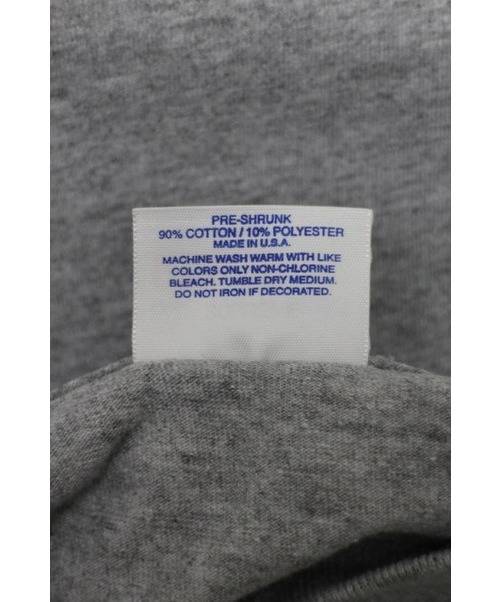 PRE-SHRUNK
90% COTTON / 10% POLYESTER
MADE IN U.S.A.
MACHINE WASH WARM WITH LIKE
COLORS ONLY NON-CHLORINE
BLEACH. TUMBLE DRY MEDIUM.
DO NOT IRON IF DECORATED.